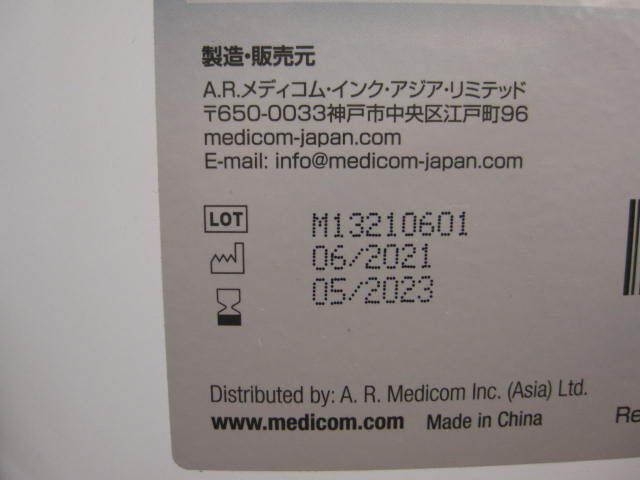 製造・販売元
A.R.メディコム・インク・アジア・リミテッド
〒650-0033神戸市中央区江戸町96
medicom-japan.com
E-mail: info@medicom-japan.com
LOT M13210601
06/2021
05/2023
Distributed by: A. R. Medicom Inc. (Asia) Ltd.
www.medicom.com Made in China
Re